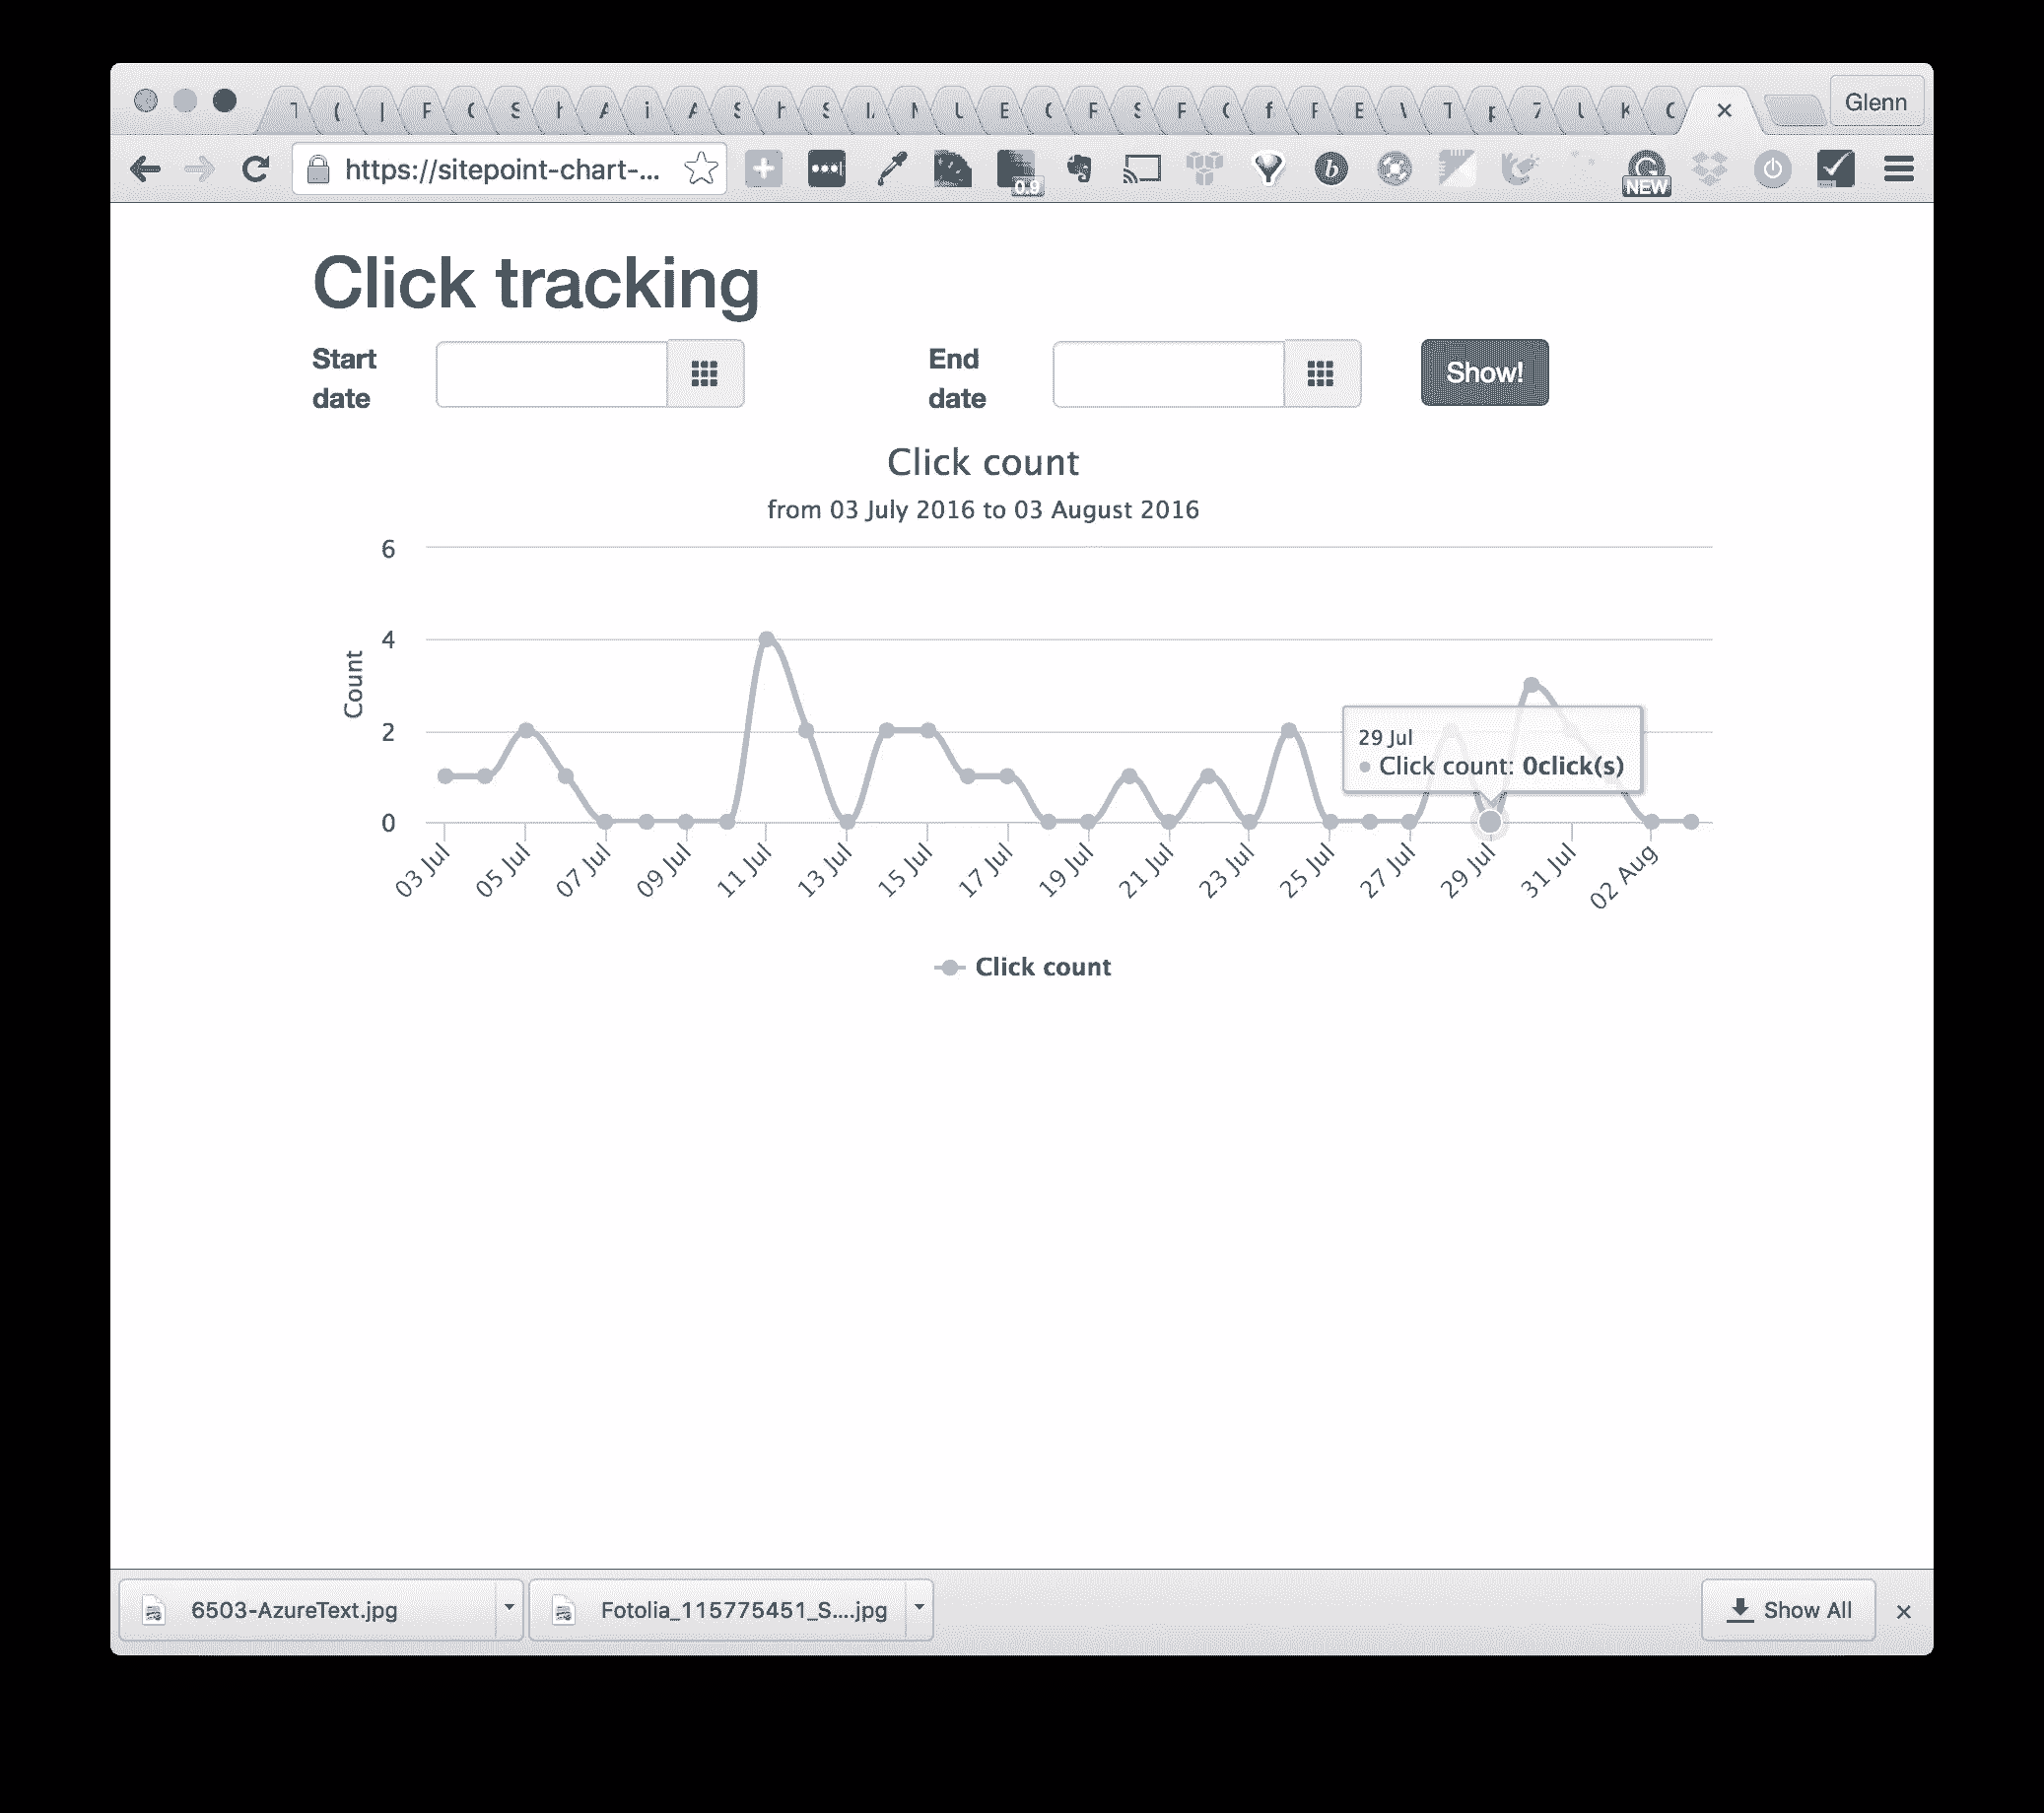 Glenn
https://sitepoint-chart-...
0.9
NEW
Click tracking
Start
date
End
date
Show!
Click count
from 03 July 2016 to 03 August 2016
6
4
2
0
Count
29 Jul
Click count: 0click(s)
03 Jul
05 Jul
07 Jul
09 Jul
11 Jul
13 Jul
15 Jul
17 Jul
19 Jul
21 Jul
23 Jul
25 Jul
27 Jul
29 Jul
31 Jul
02 Aug
Click count
6503-AzureText.jpg
Fotolia_115775451_S....jpg
Show All